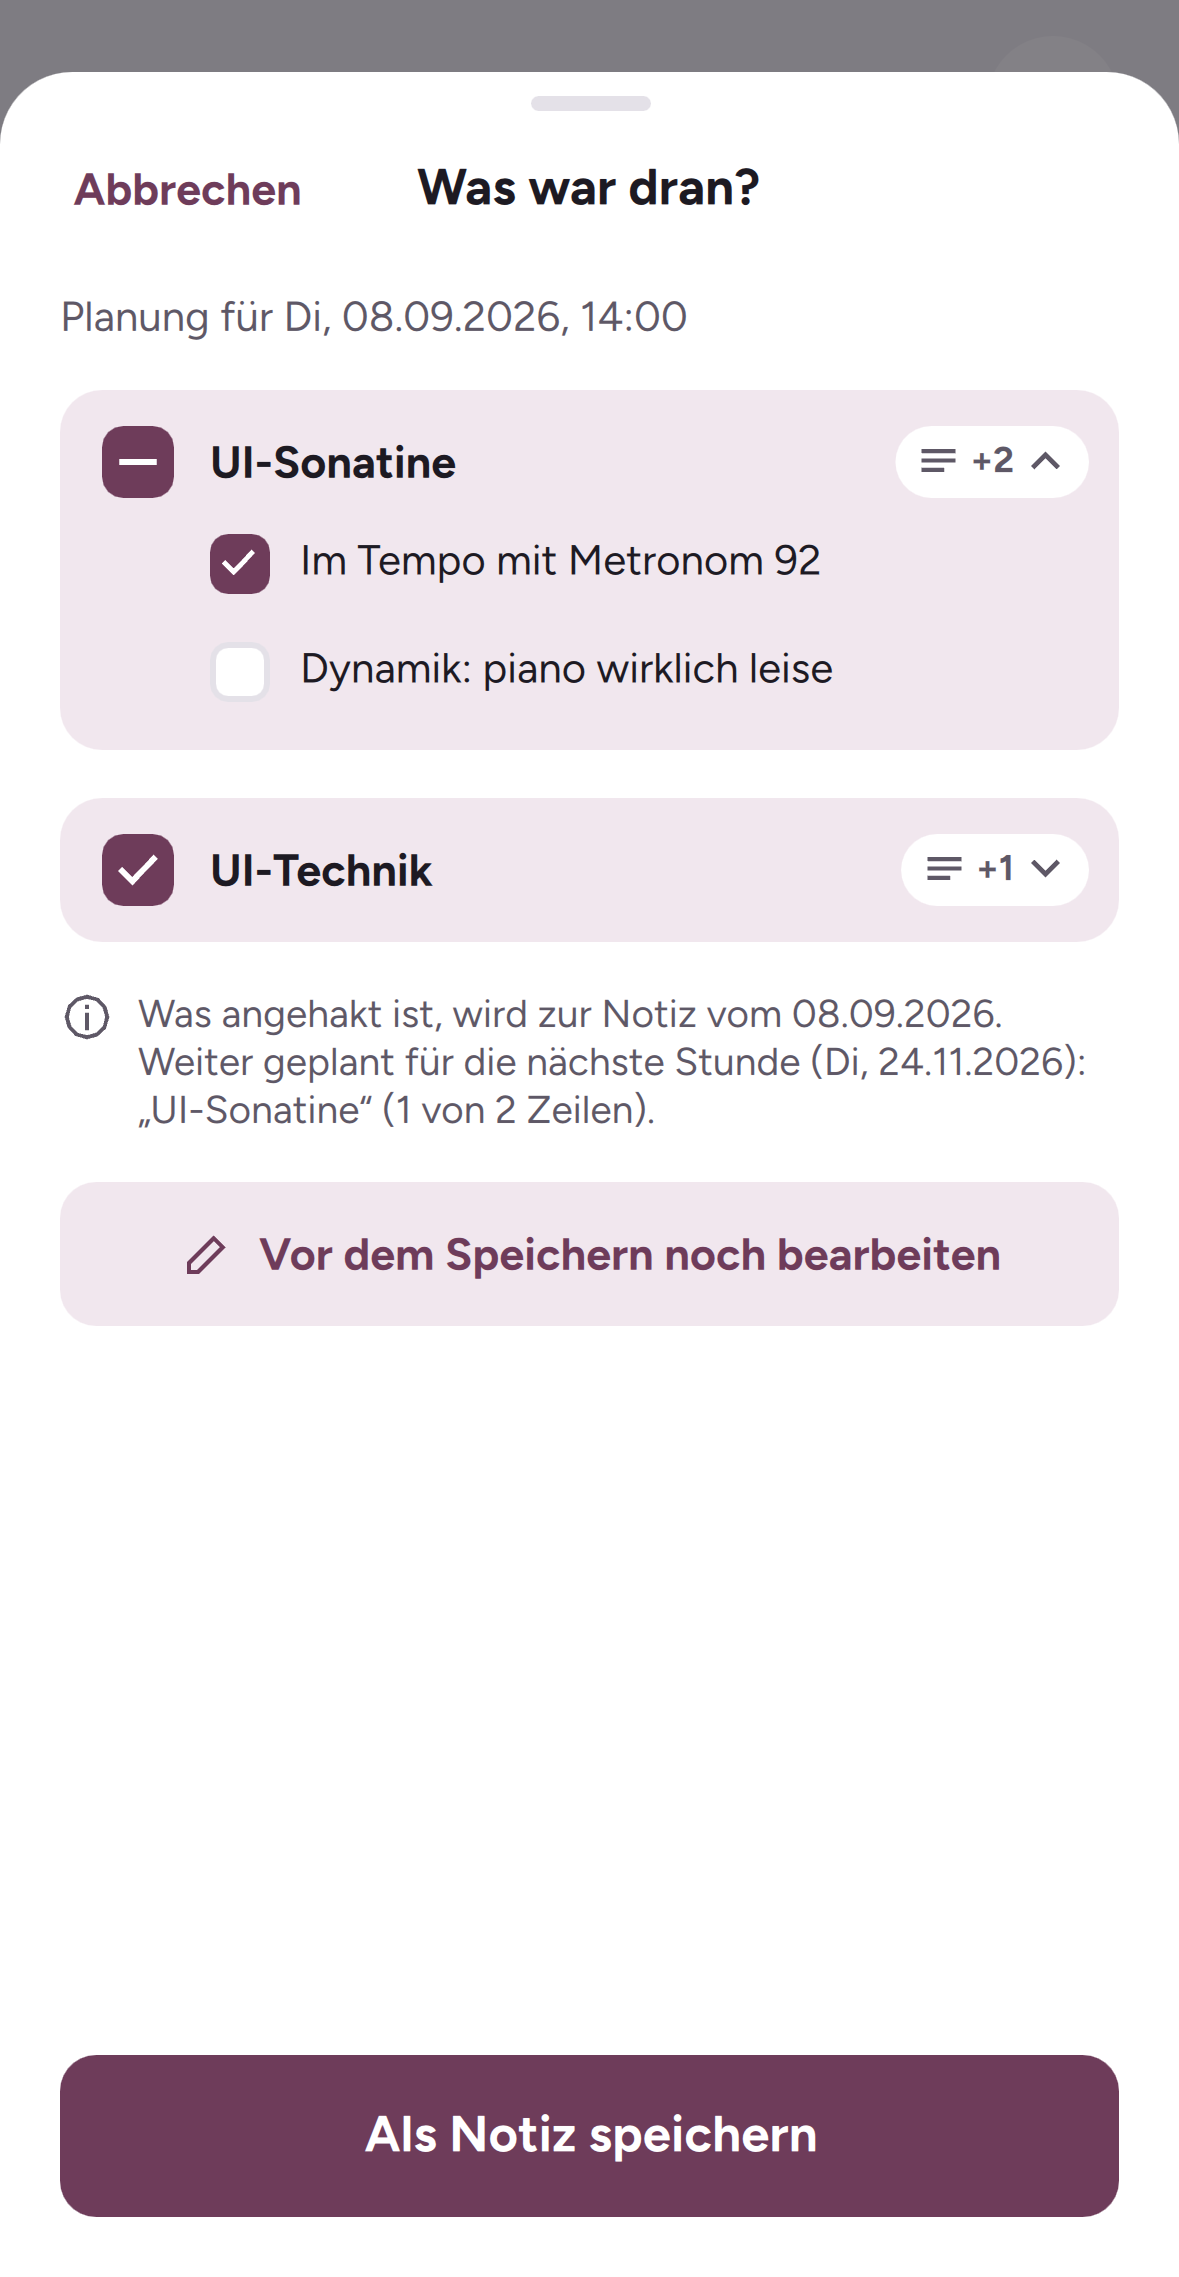 Abbrechen
Was war dran?
Planung für Di, 08.09.2026, 14:00
UI-Sonatine
+2
Im Tempo mit Metronom 92
Dynamik: piano wirklich leise
UI-Technik
+1
Was angehakt ist, wird zur Notiz vom 08.09.2026.
Weiter geplant für die nächste Stunde (Di, 24.11.2026):
„UI-Sonatine“ (1 von 2 Zeilen).
Vor dem Speichern noch bearbeiten
Als Notiz speichern